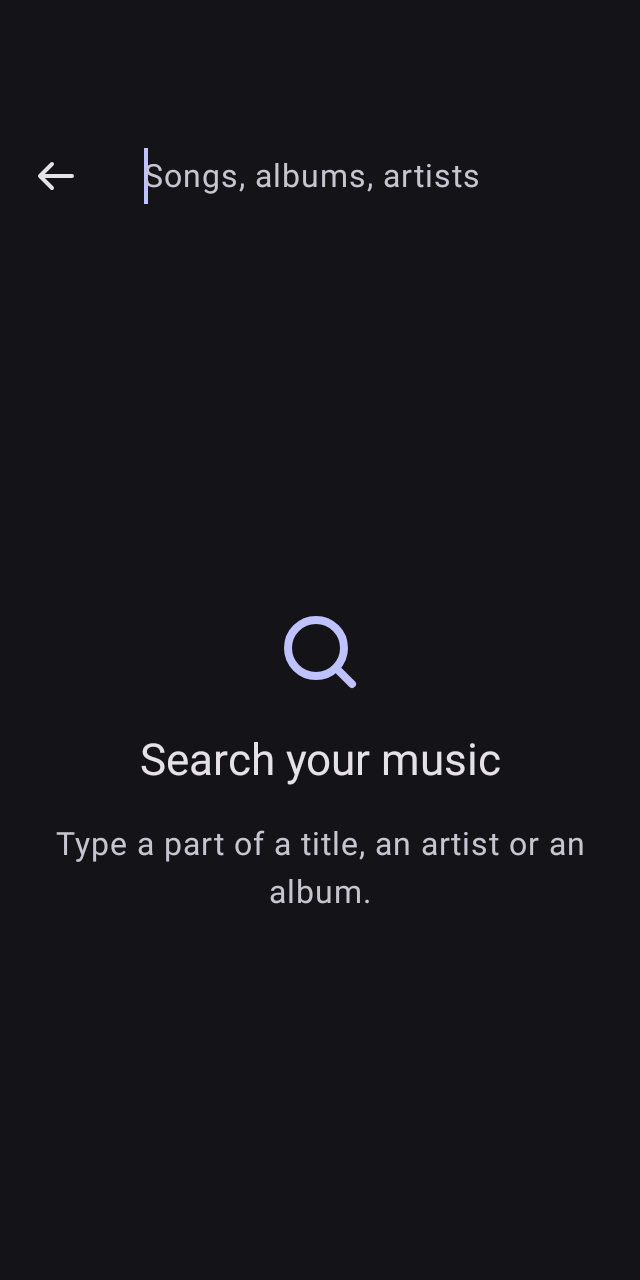 Songs, albums, artists
Search your music
Type a part of a title, an artist or an
album.